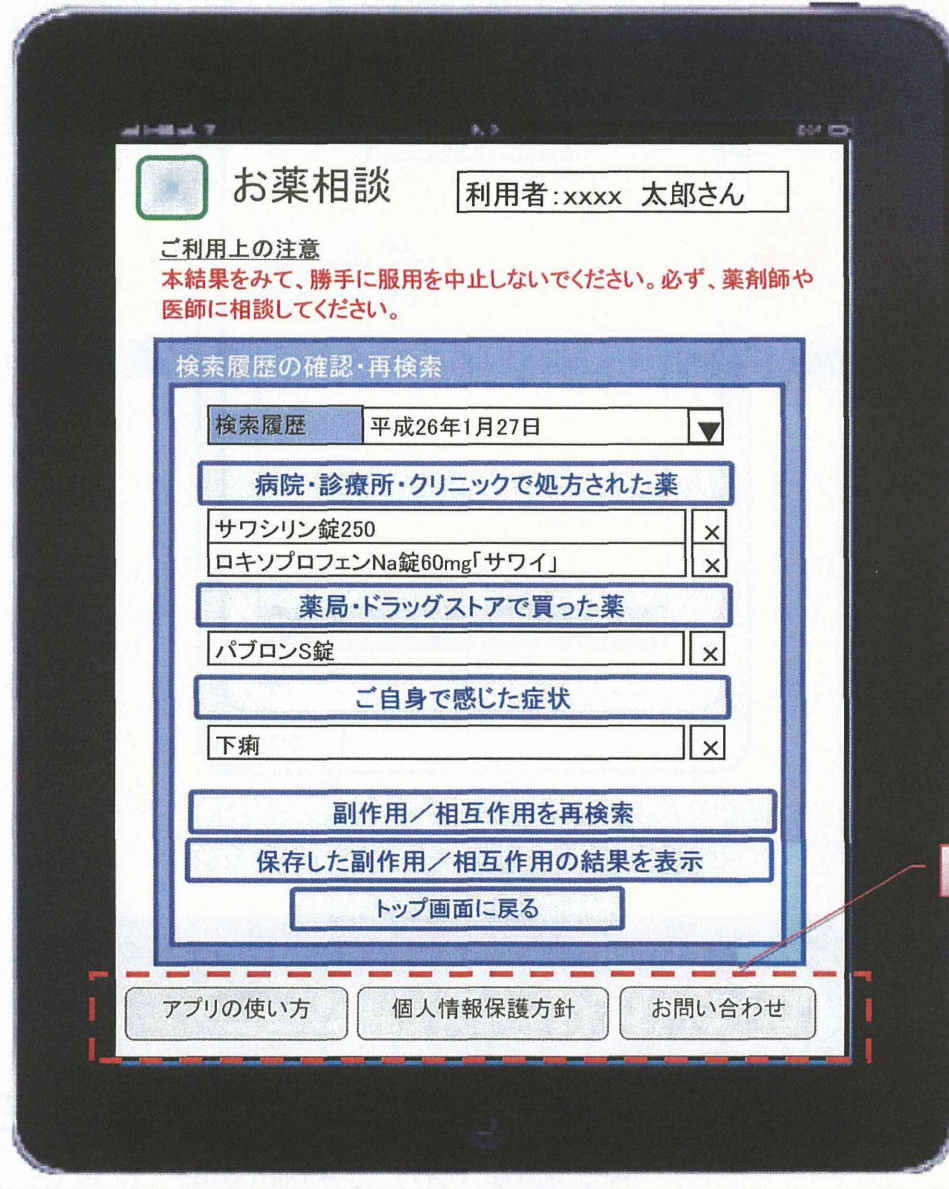 お薬相談
利用者:xxxx 太郎さん
ご利用上の注意
本結果をみて、勝手に服用を中止しないでください。必ず、薬剤師や
医師に相談してください。
検索履歴の確認・再検索
検索履歴 平成26年1月27日 ▼
病院・診療所・クリニックで処方された薬
サワシリン錠250 ×
ロキソプロフェンNa錠60mg「サワイ」 ×
薬局・ドラッグストアで買った薬
パブロンS錠 ×
ご自身で感じた症状
下痢 ×
副作用/相互作用を再検索
保存した副作用/相互作用の結果を表示
トップ画面に戻る
アプリの使い方 個人情報保護方針 お問い合わせ